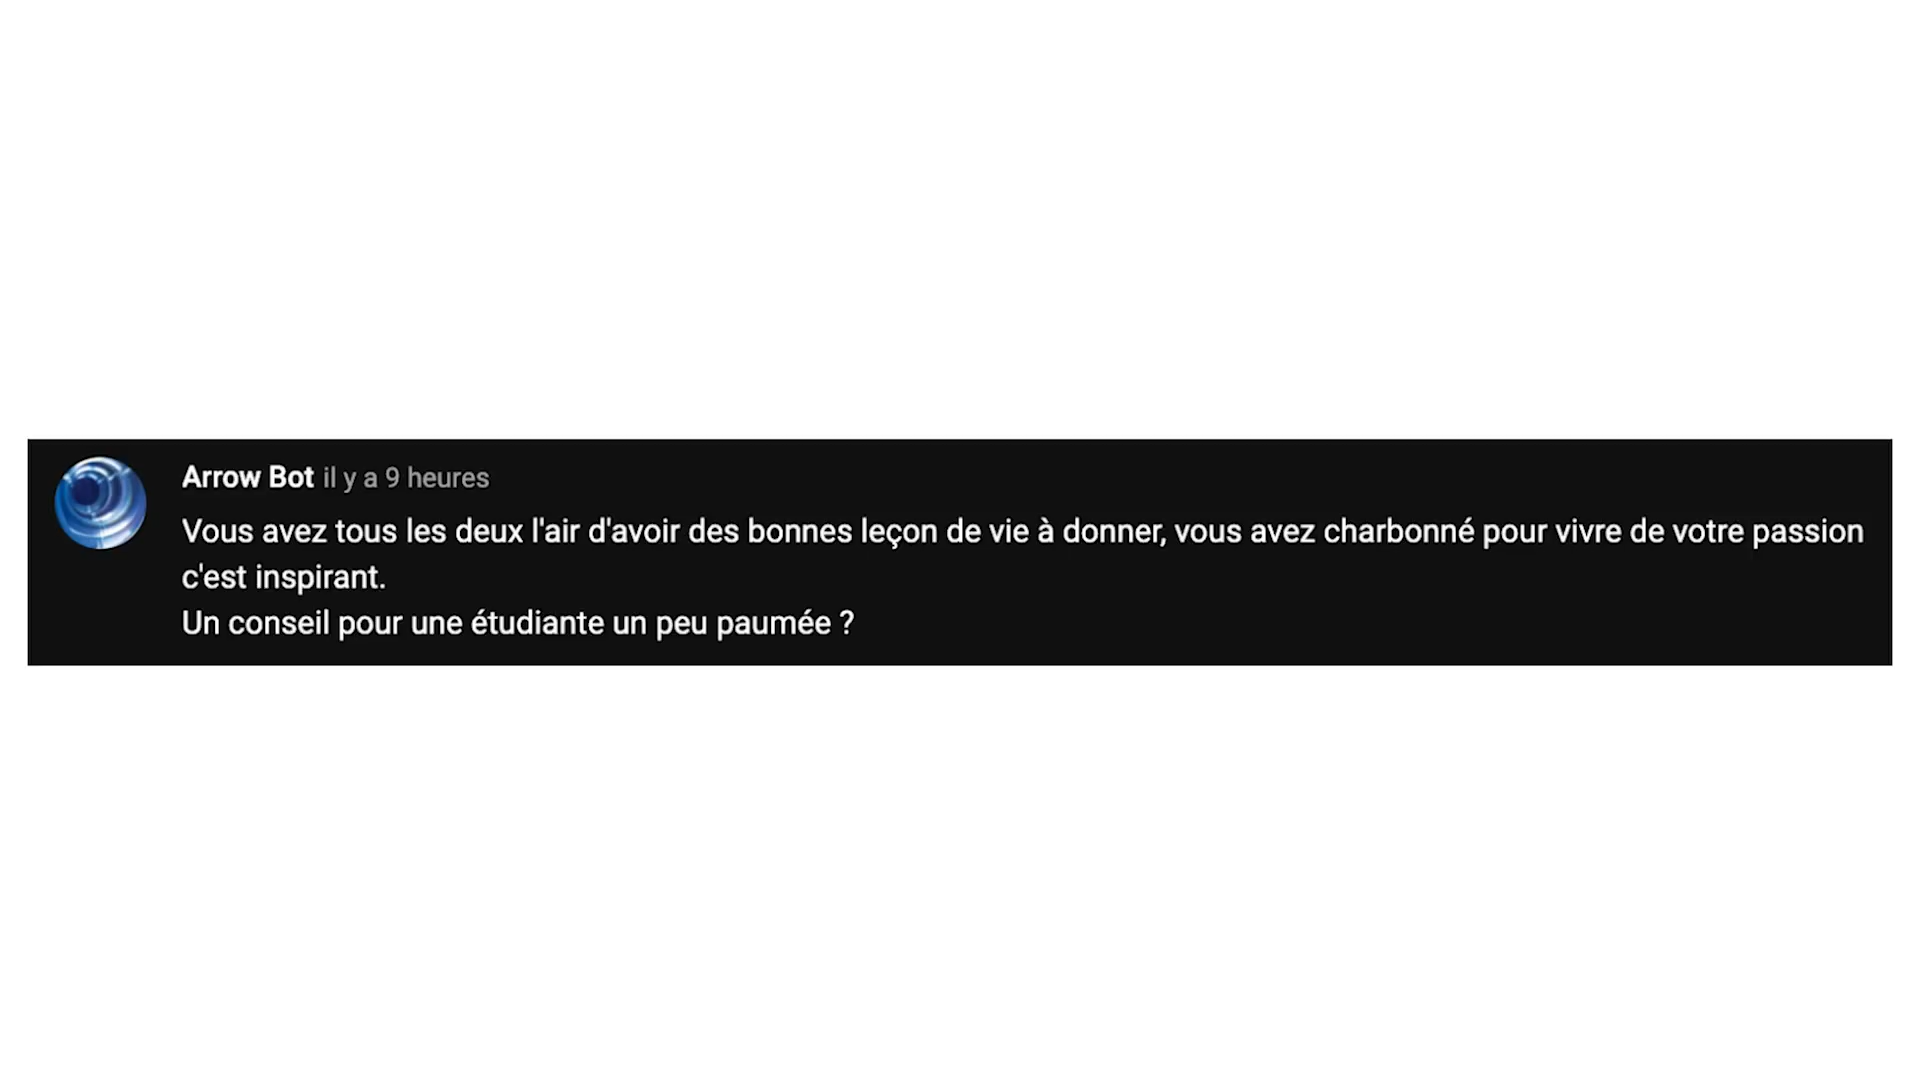 Arrow Bot il y a 9 heures
Vous avez tous les deux l'air d'avoir des bonnes leçon de vie à donner, vous avez charbonné pour vivre de votre passion
c'est inspirant.
Un conseil pour une étudiante un peu paumée ?